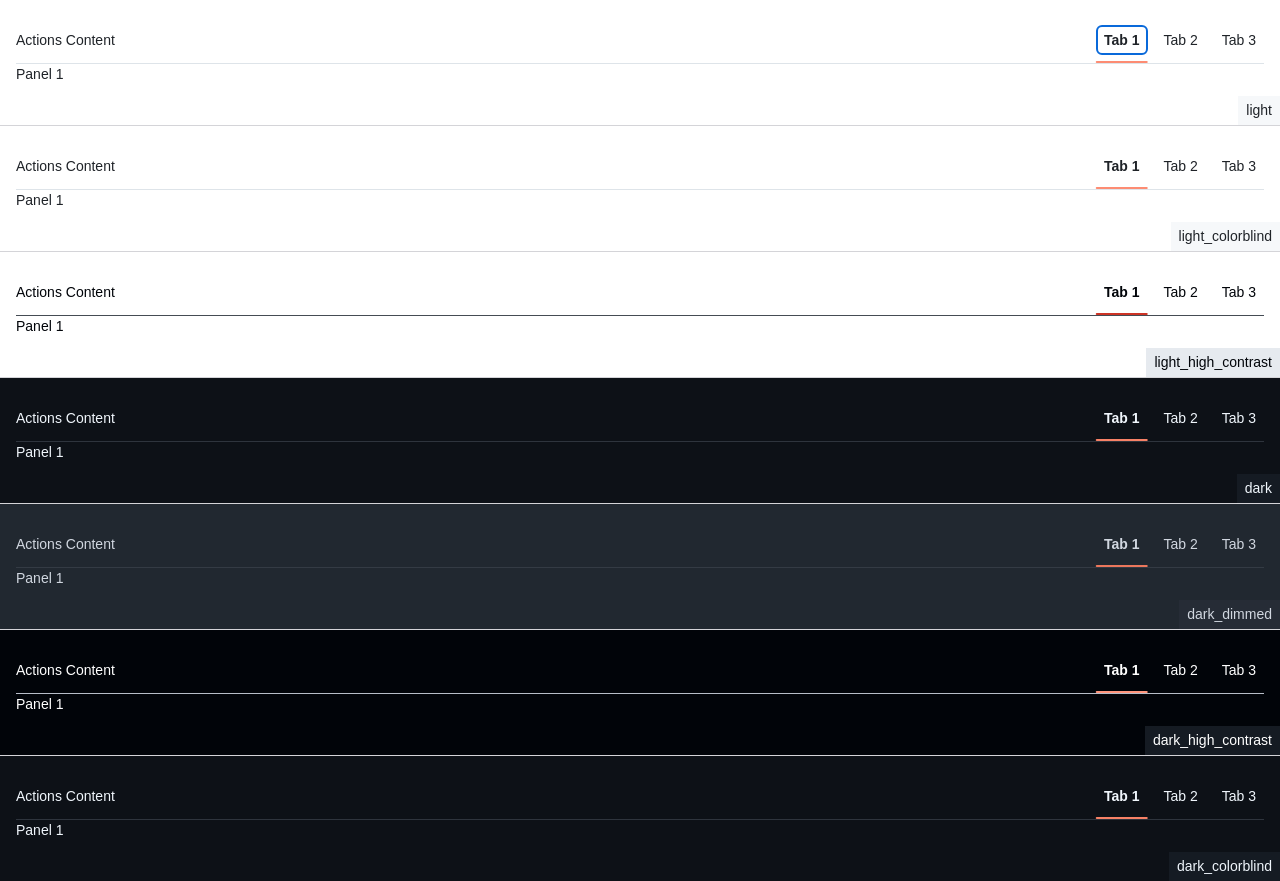 Actions Content Tab 1 Tab 2 Tab 3
Panel 1
light
Actions Content Tab 1 Tab 2 Tab 3
Panel 1
light_colorblind
Actions Content Tab 1 Tab 2 Tab 3
Panel 1
light_high_contrast
Actions Content Tab 1 Tab 2 Tab 3
Panel 1
dark
Actions Content Tab 1 Tab 2 Tab 3
Panel 1
dark_dimmed
Actions Content Tab 1 Tab 2 Tab 3
Panel 1
dark_high_contrast
Actions Content Tab 1 Tab 2 Tab 3
Panel 1
dark_colorblind